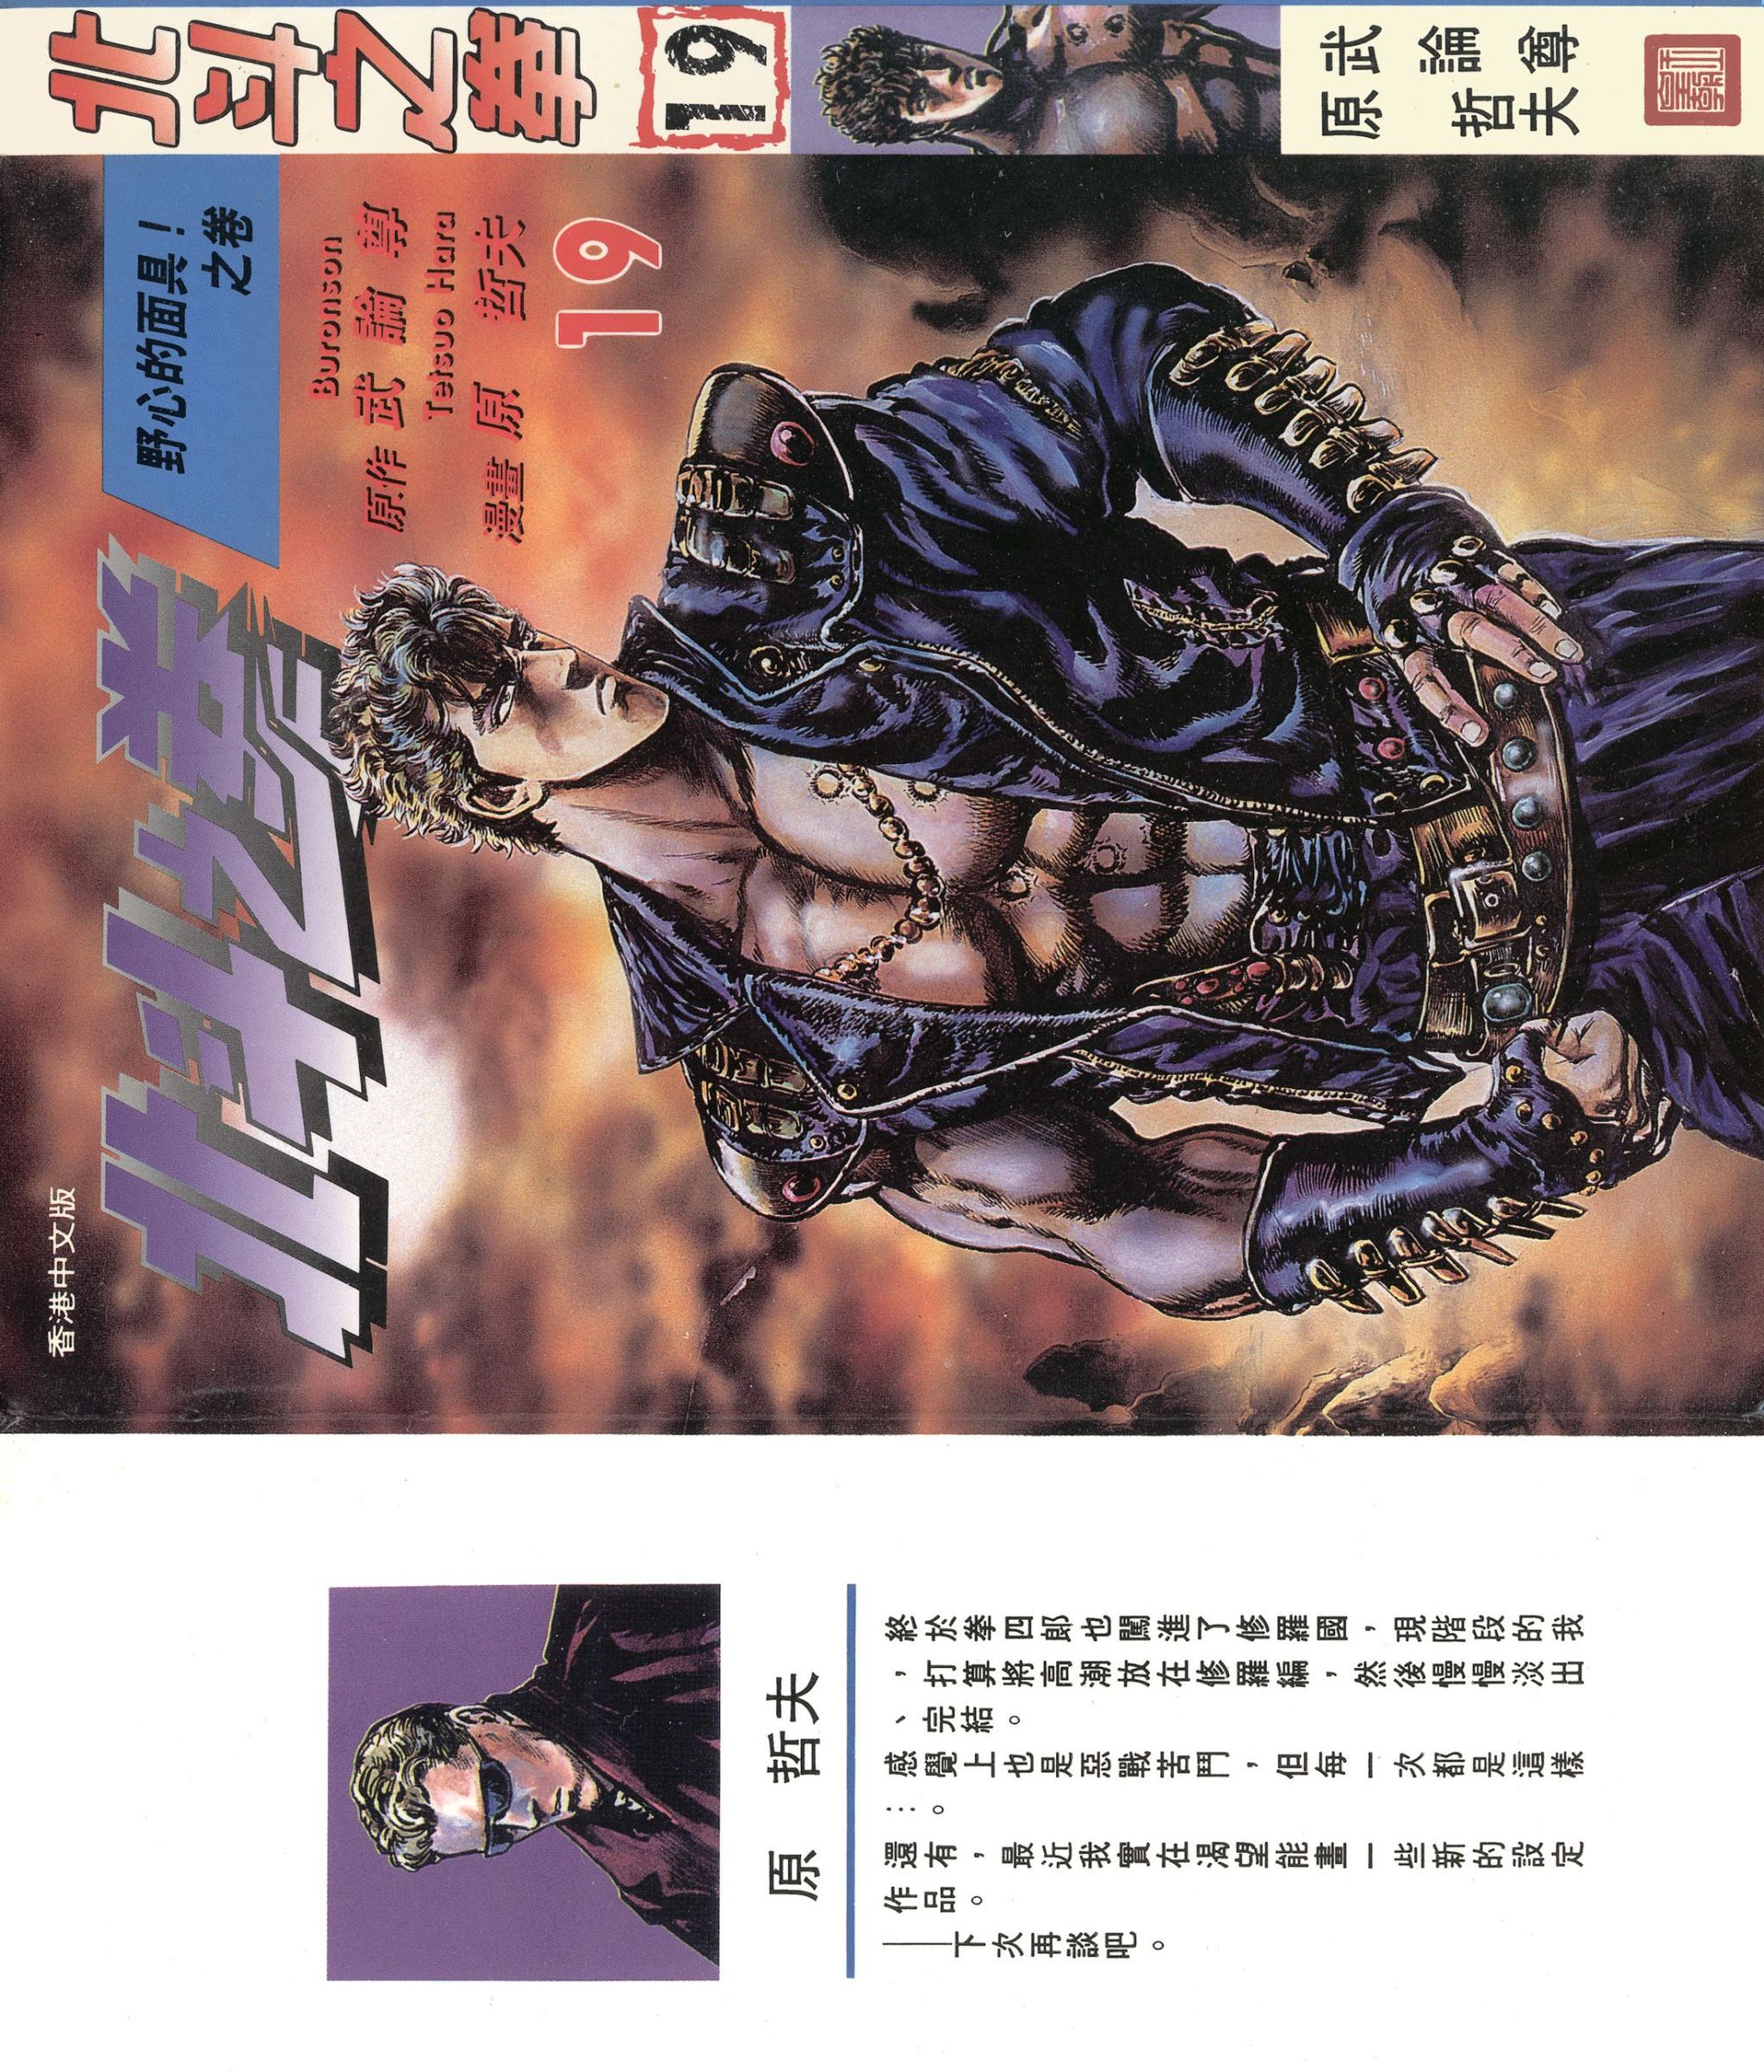 北斗之拳
19
武論尊
原哲夫
原
香港中文版
北斗之拳
野心的面具！
之卷
Buronson
原作 武論尊
Tetsuo Hara
漫畫 原哲夫
19
原 哲夫
終於拳四郎也闖進了修羅國，現階段的我
，打算將高潮放在修羅編，然後慢慢淡出
、完結。
感覺上也是惡戰苦鬥，但每一次都是這樣
…。
還有，最近我實在渴望能畫一些新的設定
作品。
——下次再談吧。